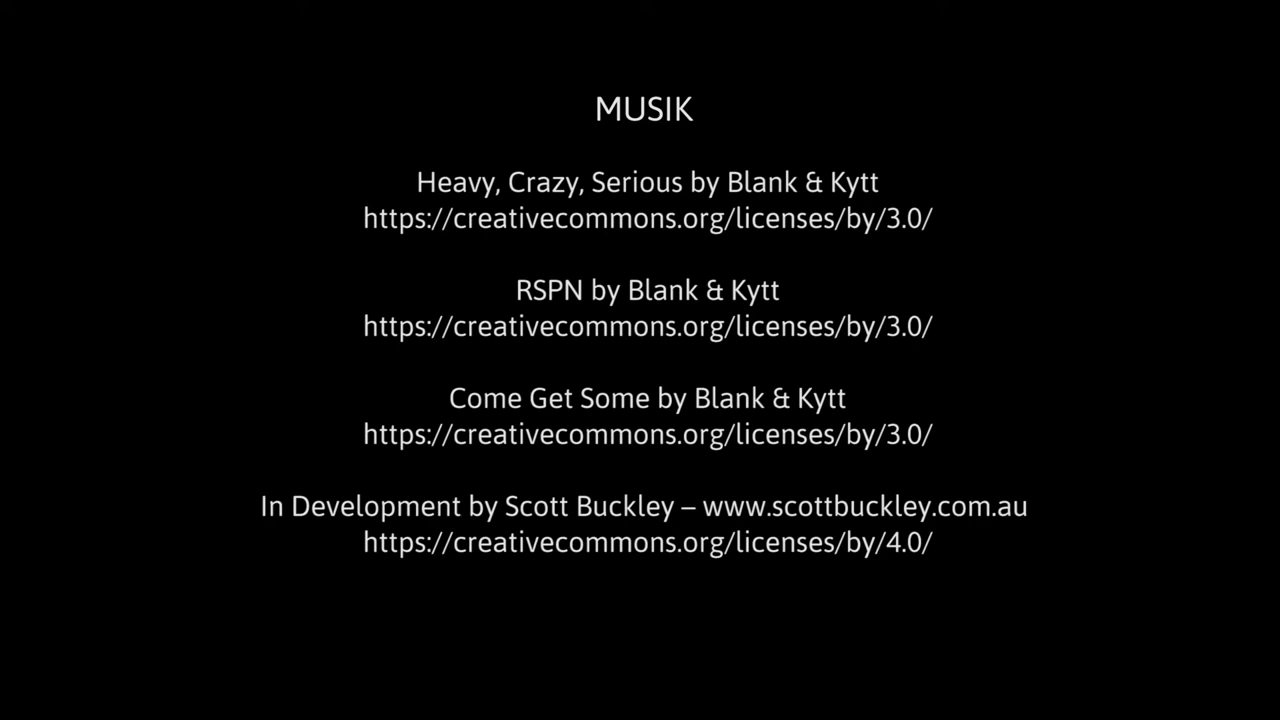 MUSIK
Heavy, Crazy, Serious by Blank & Kytt
https://creativecommons.org/licenses/by/3.0/
RSPN by Blank & Kytt
https://creativecommons.org/licenses/by/3.0/
Come Get Some by Blank & Kytt
https://creativecommons.org/licenses/by/3.0/
In Development by Scott Buckley – www.scottbuckley.com.au
https://creativecommons.org/licenses/by/4.0/